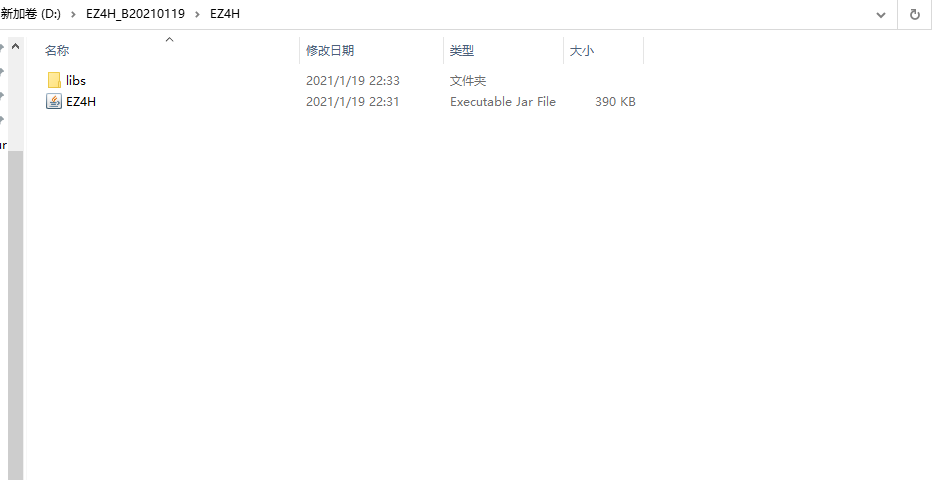 新加卷 (D:) > EZ4H_B20210119 > EZ4H
名称 修改日期 类型 大小
libs 2021/1/19 22:33 文件夹
EZ4H 2021/1/19 22:31 Executable Jar File 390 KB